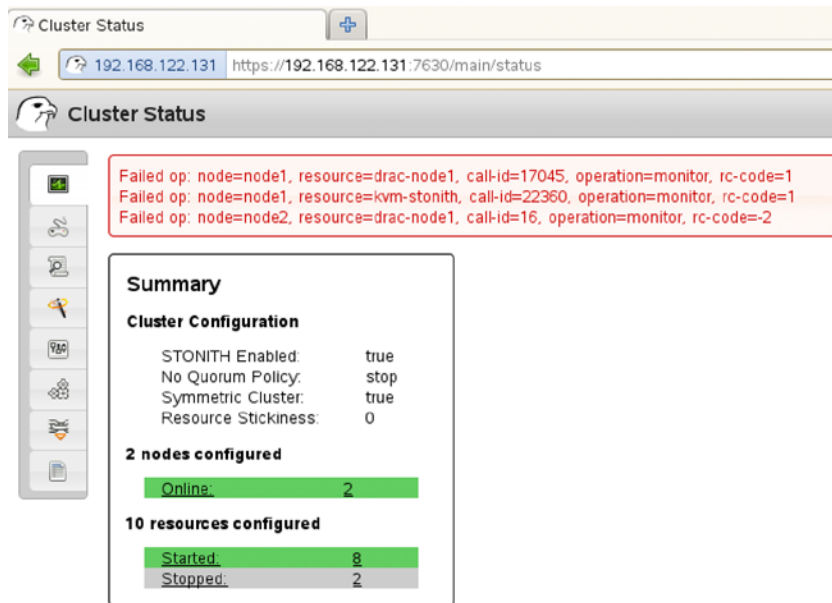 Cluster Status
192.168.122.131 https://192.168.122.131:7630/main/status
Cluster Status
Failed op: node=node1, resource=drac-node1, call-id=17045, operation=monitor, rc-code=1
Failed op: node=node1, resource=kvm-stonith, call-id=22360, operation=monitor, rc-code=1
Failed op: node=node2, resource=drac-node1, call-id=16, operation=monitor, rc-code=-2
Summary
Cluster Configuration
STONITH Enabled: true
No Quorum Policy: stop
Symmetric Cluster: true
Resource Stickiness: 0
2 nodes configured
Online: 2
10 resources configured
Started: 8
Stopped: 2